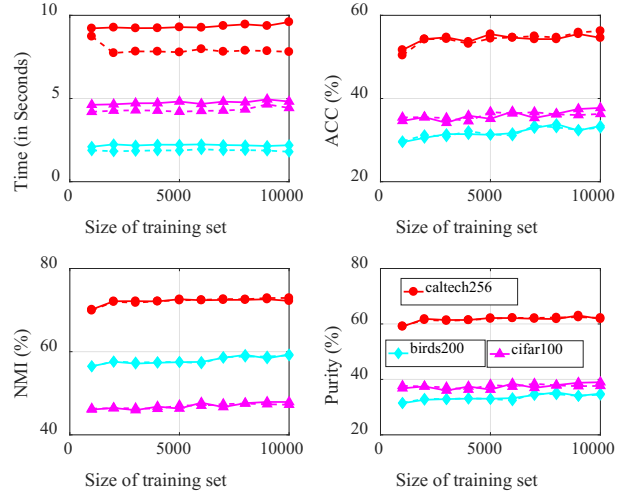 10
5
0
Time (in Seconds)
0
5000
10000
Size of training set
80
60
40
20
ACC (%)
0
5000
10000
Size of training set
80
60
40
NMI (%)
0
5000
10000
Size of training set
80
60
40
20
Purity (%)
caltech256
birds200
cifar100
0
5000
10000
Size of training set